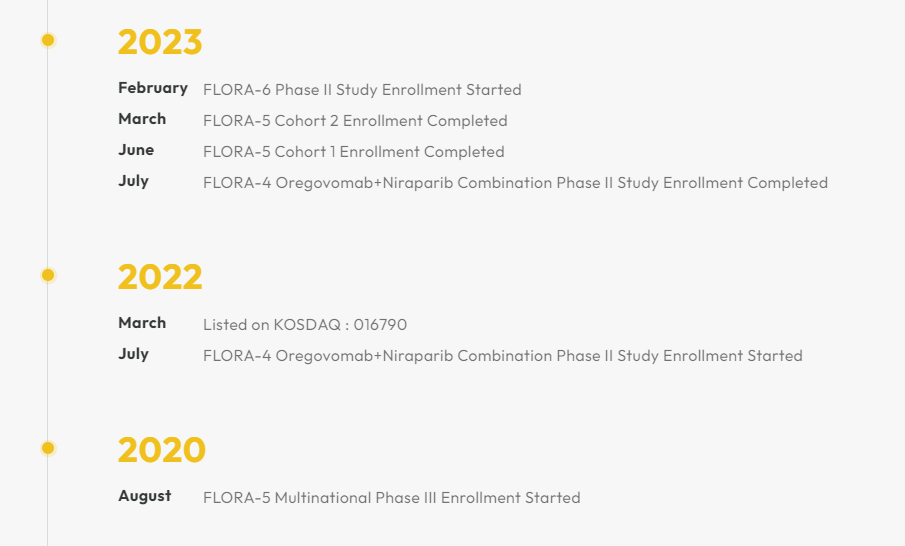 2023
February FLORA-6 Phase II Study Enrollment Started
March FLORA-5 Cohort 2 Enrollment Completed
June FLORA-5 Cohort 1 Enrollment Completed
July FLORA-4 Oregovomab+Niraparib Combination Phase II Study Enrollment Completed
2022
March Listed on KOSDAQ : 016790
July FLORA-4 Oregovomab+Niraparib Combination Phase II Study Enrollment Started
2020
August FLORA-5 Multinational Phase III Enrollment Started